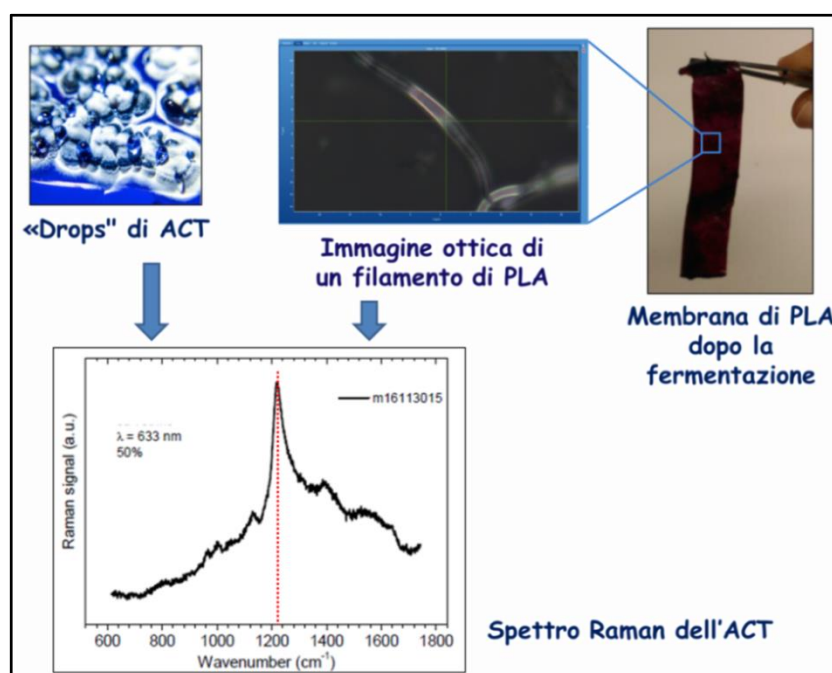 «Drops" di ACT
Immagine ottica di
un filamento di PLA
Membrana di PLA
dopo la
fermentazione
m16113015
λ = 633 nm
50%
Raman signal (a.u.)
600 800 1000 1200 1400 1600 1800
Wavenumber (cm⁻¹)
Spettro Raman dell'ACT